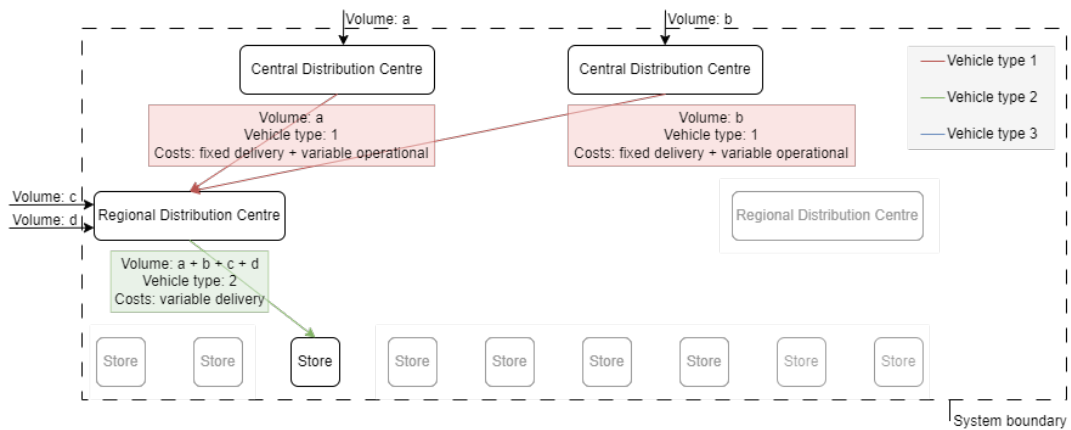 Volume: a
Volume: b
Central Distribution Centre
Central Distribution Centre
Vehicle type 1
Vehicle type 2
Vehicle type 3
Volume: a
Vehicle type: 1
Costs: fixed delivery + variable operational
Volume: b
Vehicle type: 1
Costs: fixed delivery + variable operational
Volume: c
Volume: d
Regional Distribution Centre
Regional Distribution Centre
Volume: a + b + c + d
Vehicle type: 2
Costs: variable delivery
Store
Store
Store
Store
Store
Store
Store
Store
Store
System boundary